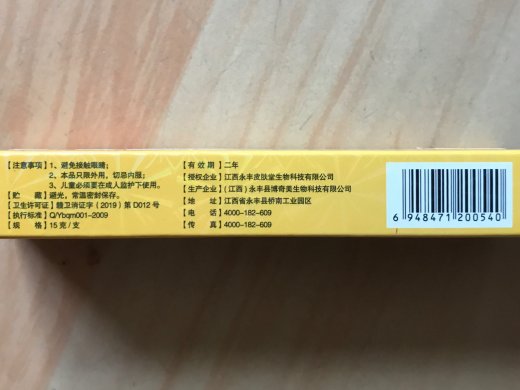 【注意事项】1、避免接触眼睛；
2、本品只限外用，切忌内服；
3、儿童必须要在成人监护下使用。
【贮　　藏】避光，常温密封保存。
【卫生许可证】赣卫消证字（2019）第 D012 号
【执行标准】Q/Ybqm001-2009
【规　　格】15克/支
【有 效 期】二年
【授权企业】江西永丰皮肤堂生物科技有限公司
【生产企业】（江西）永丰县博奇美生物科技有限公司
【地　　址】江西省永丰县桥南工业园区
【电　　话】4000-182-609
【传　　真】4000-182-609
6 948471 200540